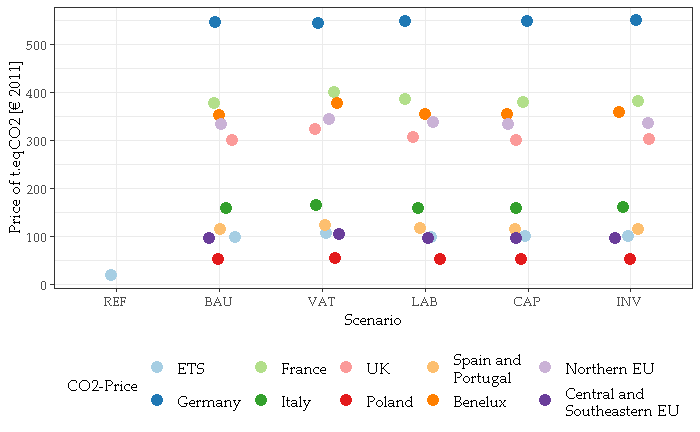 Price of t.eqCO2 [€ 2011]
500
400
300
200
100
0
REF BAU VAT LAB CAP INV
Scenario
CO2-Price
ETS France UK Spain and Portugal Northern EU
Germany Italy Poland Benelux Central and Southeastern EU